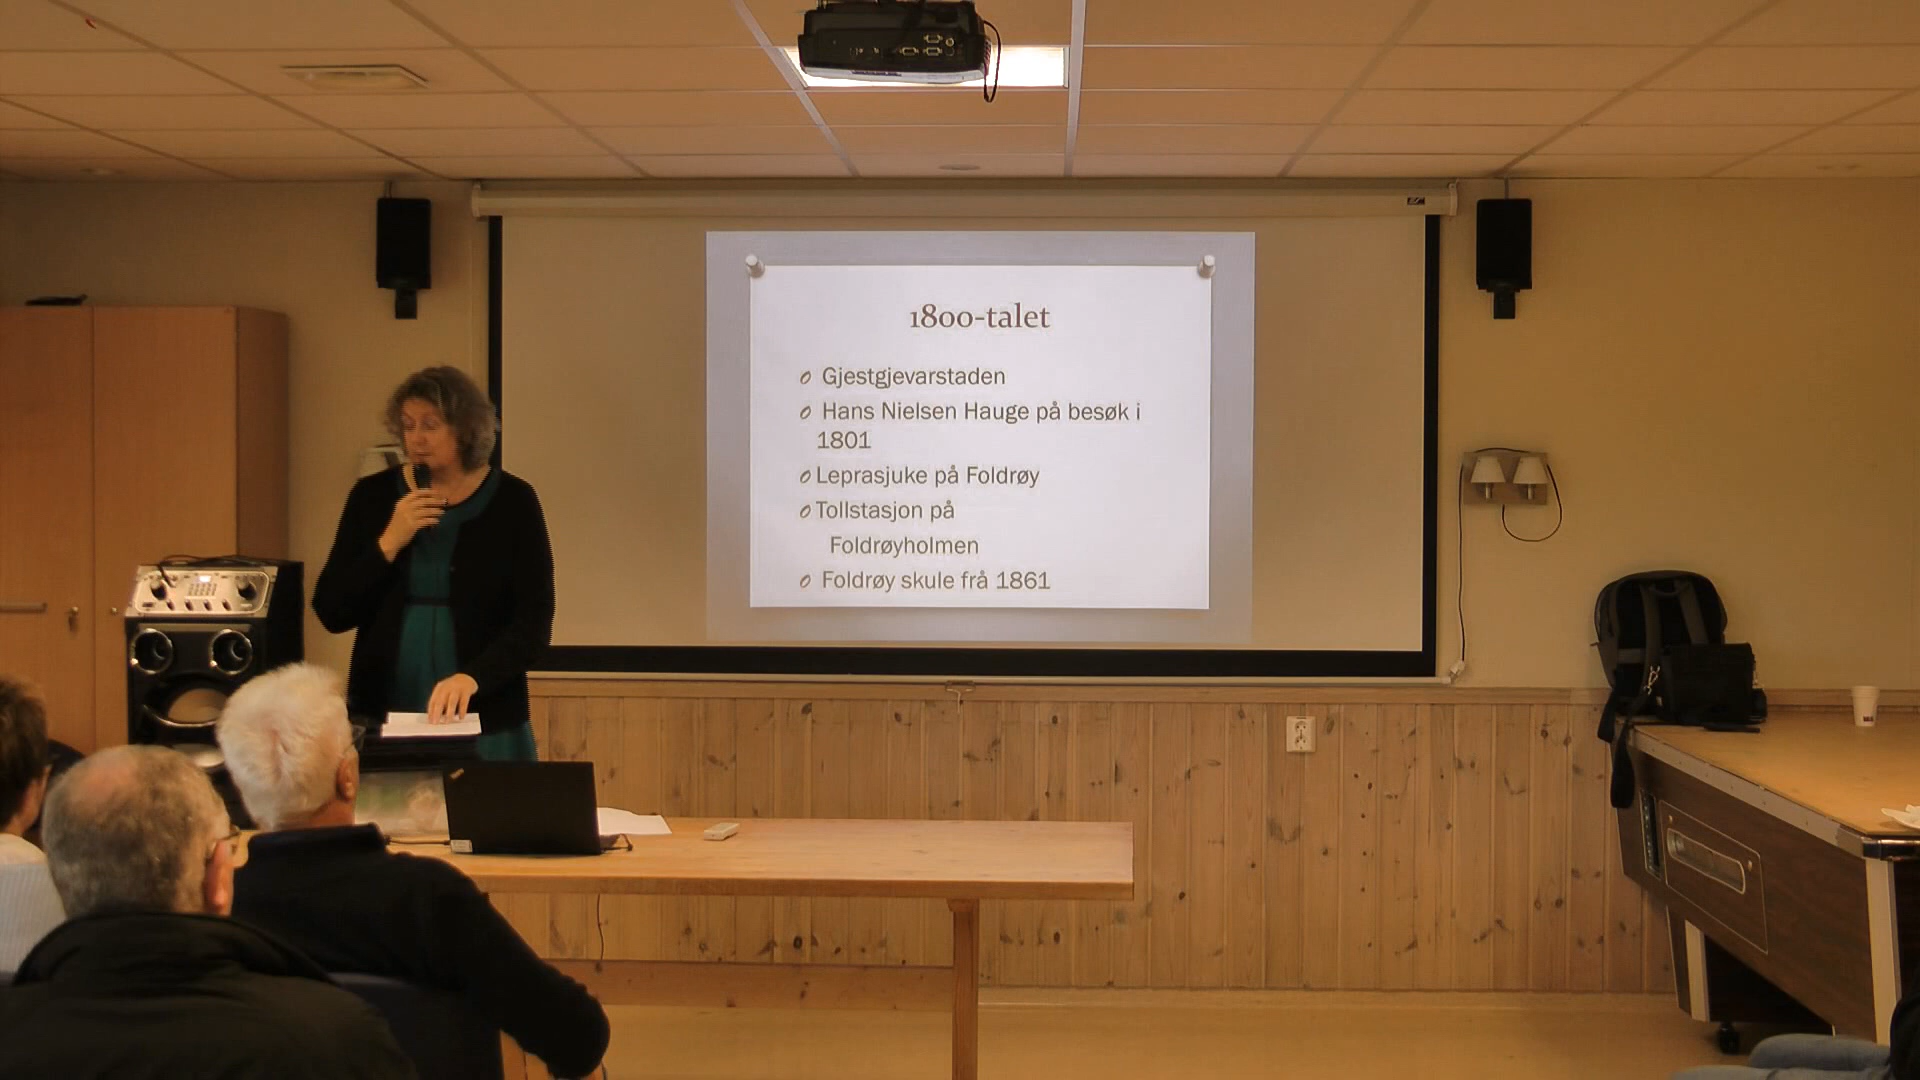 1800-talet
Gjestgjevarstaden
Hans Nielsen Hauge på besøk i
1801
Leprasjuke på Foldrøy
Tollstasjon på
Foldrøyholmen
Foldrøy skule frå 1861